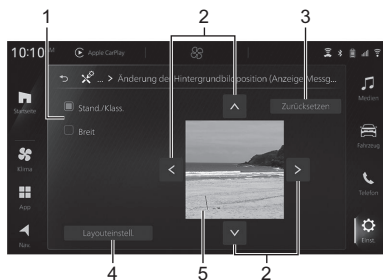 2
3
1
10:10
Apple CarPlay
... > Änderung der Hintergrundbildposition (Anzeige Messg...
Startseite
Stand./Klass.
Zurücksetzen
Medien
Breit
Klima
Fahrzeug
App
Telefon
Layouteinstell.
Nav.
Einst.
4
5
2